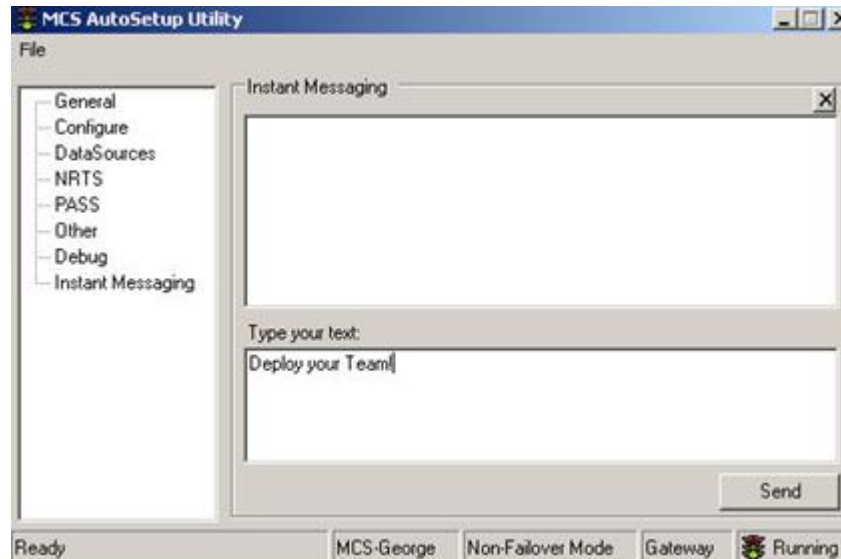 MCS AutoSetup Utility
File
General
Configure
DataSources
NRTS
PASS
Other
Debug
Instant Messaging
Instant Messaging
Type your text:
Deploy your Team!
Send
Ready
MCS-George
Non-Failover Mode
Gateway
Running